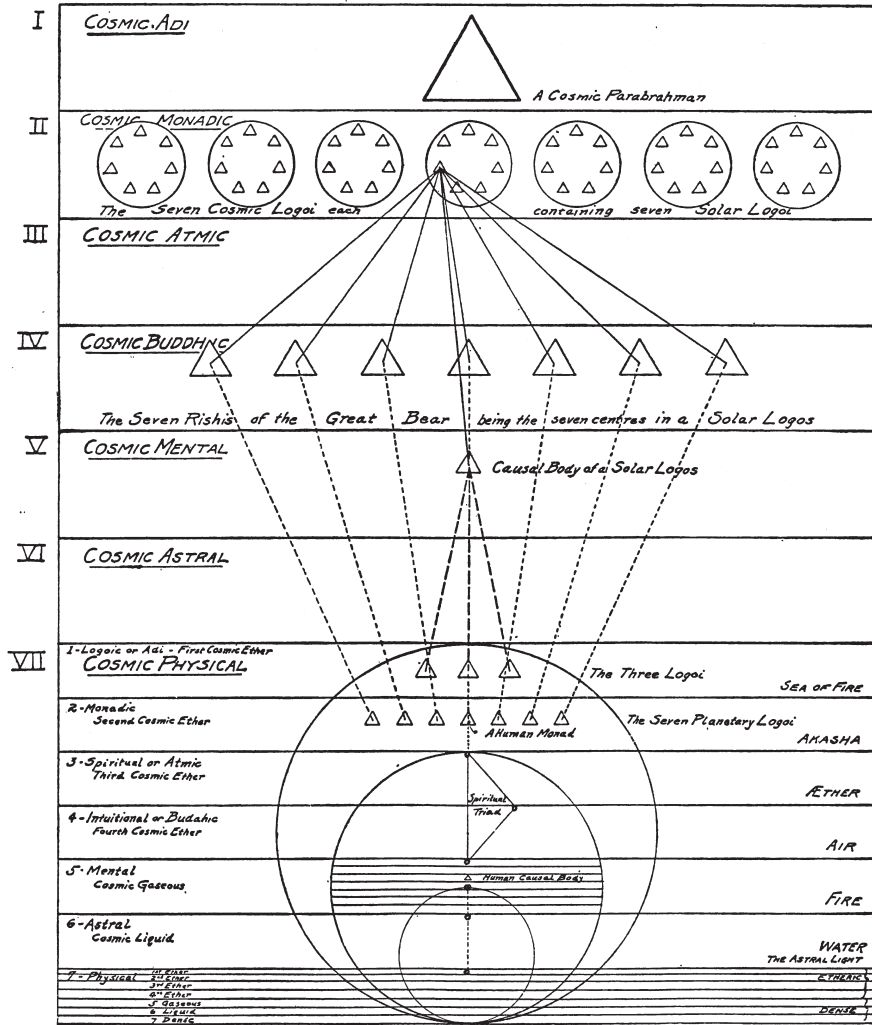 I
COSMIC·ADI
A Cosmic Parabrahman
II
COSMIC MONADIC
The Seven Cosmic Logoi each containing seven Solar Logoi
III
COSMIC ATMIC
IV
COSMIC BUDDHIC
The Seven Rishis of the Great Bear being the seven centres in a Solar Logos
V
COSMIC MENTAL
Causal Body of a Solar Logos
VI
COSMIC ASTRAL
VII
1-Logoic or Adi - First Cosmic Ether
COSMIC PHYSICAL
The Three Logoi
SEA OF FIRE
2-Monadic
Second Cosmic Ether
The Seven Planetary Logoi
A Human Monad
AKASHA
3-Spiritual or Atmic
Third Cosmic Ether
Spiritual
Triad
ÆTHER
4-Intuitional or Budahic
Fourth Cosmic Ether
AIR
5-Mental
Cosmic Gaseous
Human Causal Body
FIRE
6-Astral
Cosmic Liquid
WATER
THE ASTRAL LIGHT
7-Physical
1st Ether
2nd Ether
3rd Ether
4th Ether
5 Gaseous
6 Liquid
7 Dense
ETHERIC
DENSE